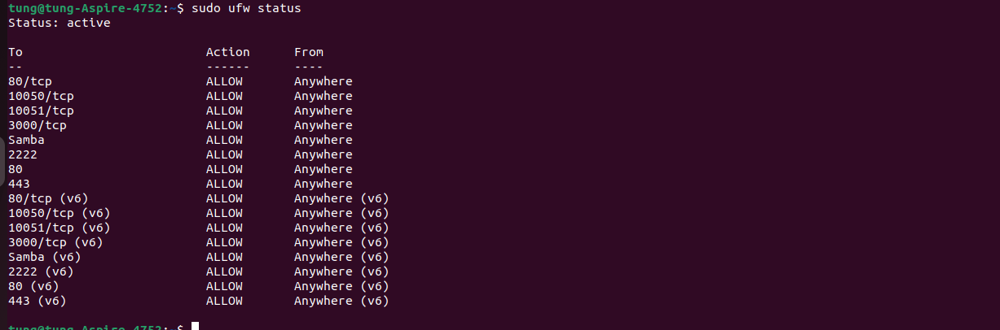 tung@tung-Aspire-4752:~$ sudo ufw status
Status: active

To                         Action      From
--                         ------      ----
80/tcp                     ALLOW       Anywhere
10050/tcp                  ALLOW       Anywhere
10051/tcp                  ALLOW       Anywhere
3000/tcp                   ALLOW       Anywhere
Samba                      ALLOW       Anywhere
2222                       ALLOW       Anywhere
80                         ALLOW       Anywhere
443                        ALLOW       Anywhere
80/tcp (v6)                ALLOW       Anywhere (v6)
10050/tcp (v6)             ALLOW       Anywhere (v6)
10051/tcp (v6)             ALLOW       Anywhere (v6)
3000/tcp (v6)              ALLOW       Anywhere (v6)
Samba (v6)                 ALLOW       Anywhere (v6)
2222 (v6)                  ALLOW       Anywhere (v6)
80 (v6)                    ALLOW       Anywhere (v6)
443 (v6)                   ALLOW       Anywhere (v6)

tung@tung-Aspire-4752:~$